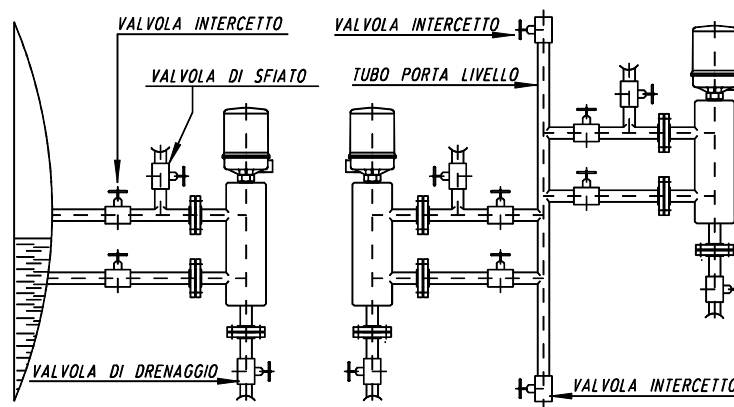 VALVOLA INTERCETTO
VALVOLA INTERCETTO
VALVOLA DI SFIATO
TUBO PORTA LIVELLO
VALVOLA DI DRENAGGIO
VALVOLA INTERCETTO